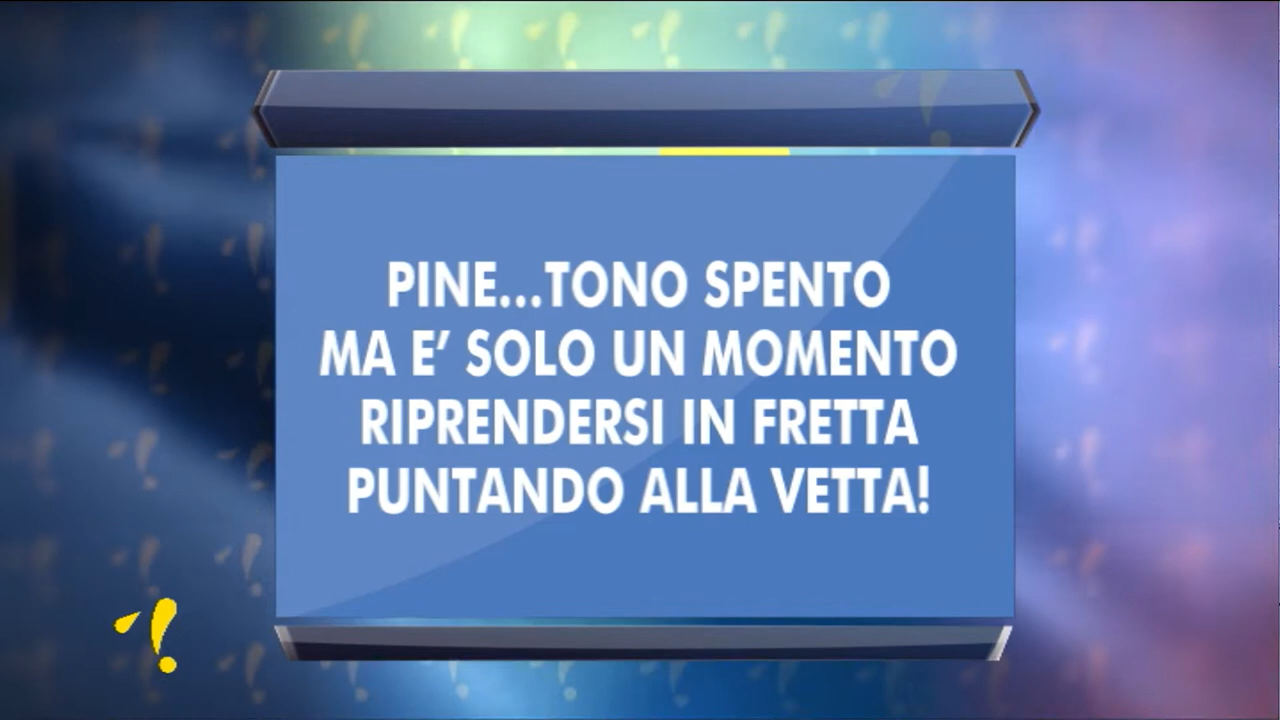 PINE...TONO SPENTO
MA E' SOLO UN MOMENTO
RIPRENDERSI IN FRETTA
PUNTANDO ALLA VETTA!